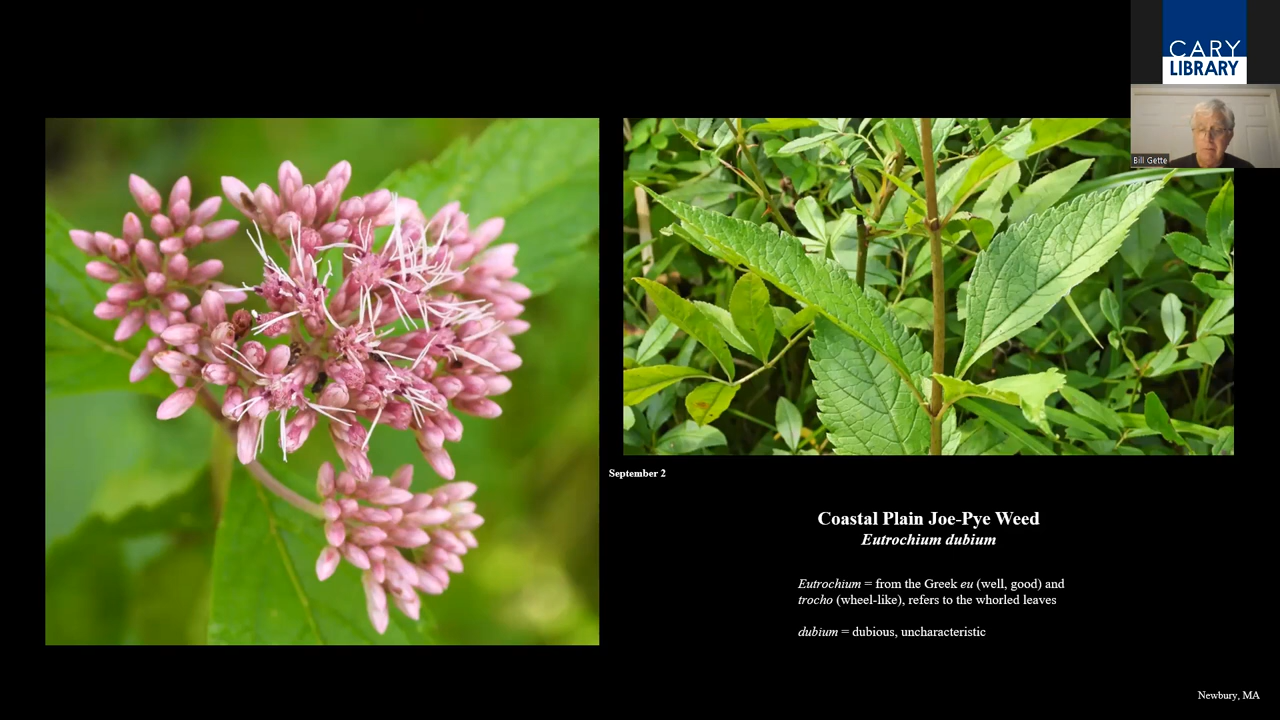 CARY
LIBRARY
Bill Gette
September 2
Coastal Plain Joe-Pye Weed
Eutrochium dubium
Eutrochium = from the Greek eu (well, good) and
trocho (wheel-like), refers to the whorled leaves
dubium = dubious, uncharacteristic
Newbury, MA